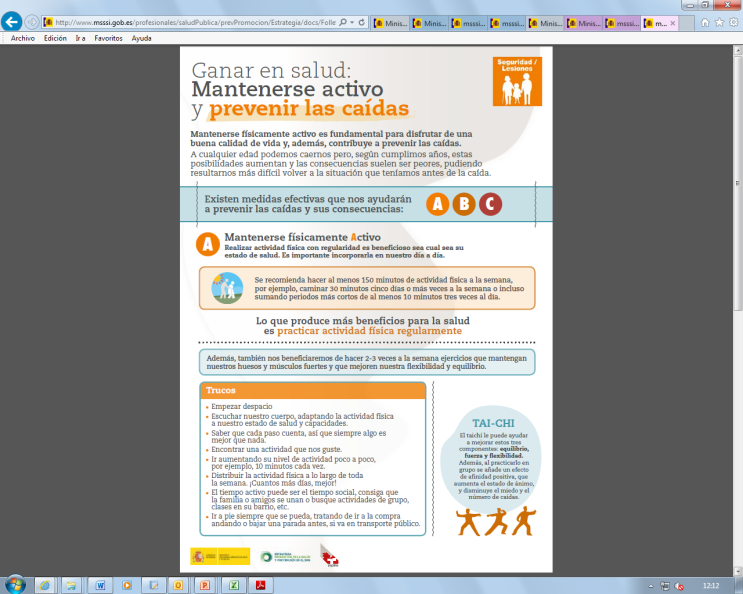 http://www.msssi.gob.es/profesionales/saludPublica/prevPromocion/Estrategia/docs/Folle
Minis...
Minis...
msssi...
msssi...
Minis...
Minis...
msssi...
m...
Archivo Edición Ir a Favoritos Ayuda
Ganar en salud:
Mantenerse activo
y prevenir las caídas
Seguridad /
Lesiones
Mantenerse físicamente activo es fundamental para disfrutar de una
buena calidad de vida y, además, contribuye a prevenir las caídas.
A cualquier edad podemos caernos pero, según cumplimos años, estas
posibilidades aumentan y las consecuencias suelen ser peores, pudiendo
resultarnos más difícil volver a la situación que teníamos antes de la caída.
Existen medidas efectivas que nos ayudarán
a prevenir las caídas y sus consecuencias:
A B C
A
Mantenerse físicamente Activo
Realizar actividad física con regularidad es beneficioso sea cual sea su
estado de salud. Es importante incorporarla en nuestro día a día.
Se recomienda hacer al menos 150 minutos de actividad física a la semana,
por ejemplo, caminar 30 minutos cinco días o más veces a la semana o incluso
sumando periodos más cortos de al menos 10 minutos tres veces al día.
Lo que produce más beneficios para la salud
es practicar actividad física regularmente
Además, también nos beneficiaremos de hacer 2-3 veces a la semana ejercicios que mantengan
nuestros huesos y músculos fuertes y que mejoren nuestra flexibilidad y equilibrio.
Trucos
• Empezar despacio
• Escuchar nuestro cuerpo, adaptando la actividad física
a nuestro estado de salud y capacidades.
• Saber que cada paso cuenta, así que siempre algo es
mejor que nada.
• Encontrar una actividad que nos guste.
• Ir aumentando su nivel de actividad poco a poco,
por ejemplo, 10 minutos cada vez.
• Distribuir la actividad física a lo largo de toda
la semana. ¡Cuantos más días, mejor!
• El tiempo activo puede ser el tiempo social, consiga que
la familia o amigos se unan o busque actividades de grupo,
clases en su barrio, etc.
• Ir a pie siempre que se pueda, tratando de ir a la compra
andando o bajar una parada antes, si va en transporte público.
TAI-CHI
El taichi le puede ayudar
a mejorar estos tres
componentes: equilibrio,
fuerza y flexibilidad.
Además, al practicarlo en
grupo se añade un efecto
de afinidad positiva, que
aumenta el estado de ánimo,
y disminuye el miedo y el
número de caídas.
12:12